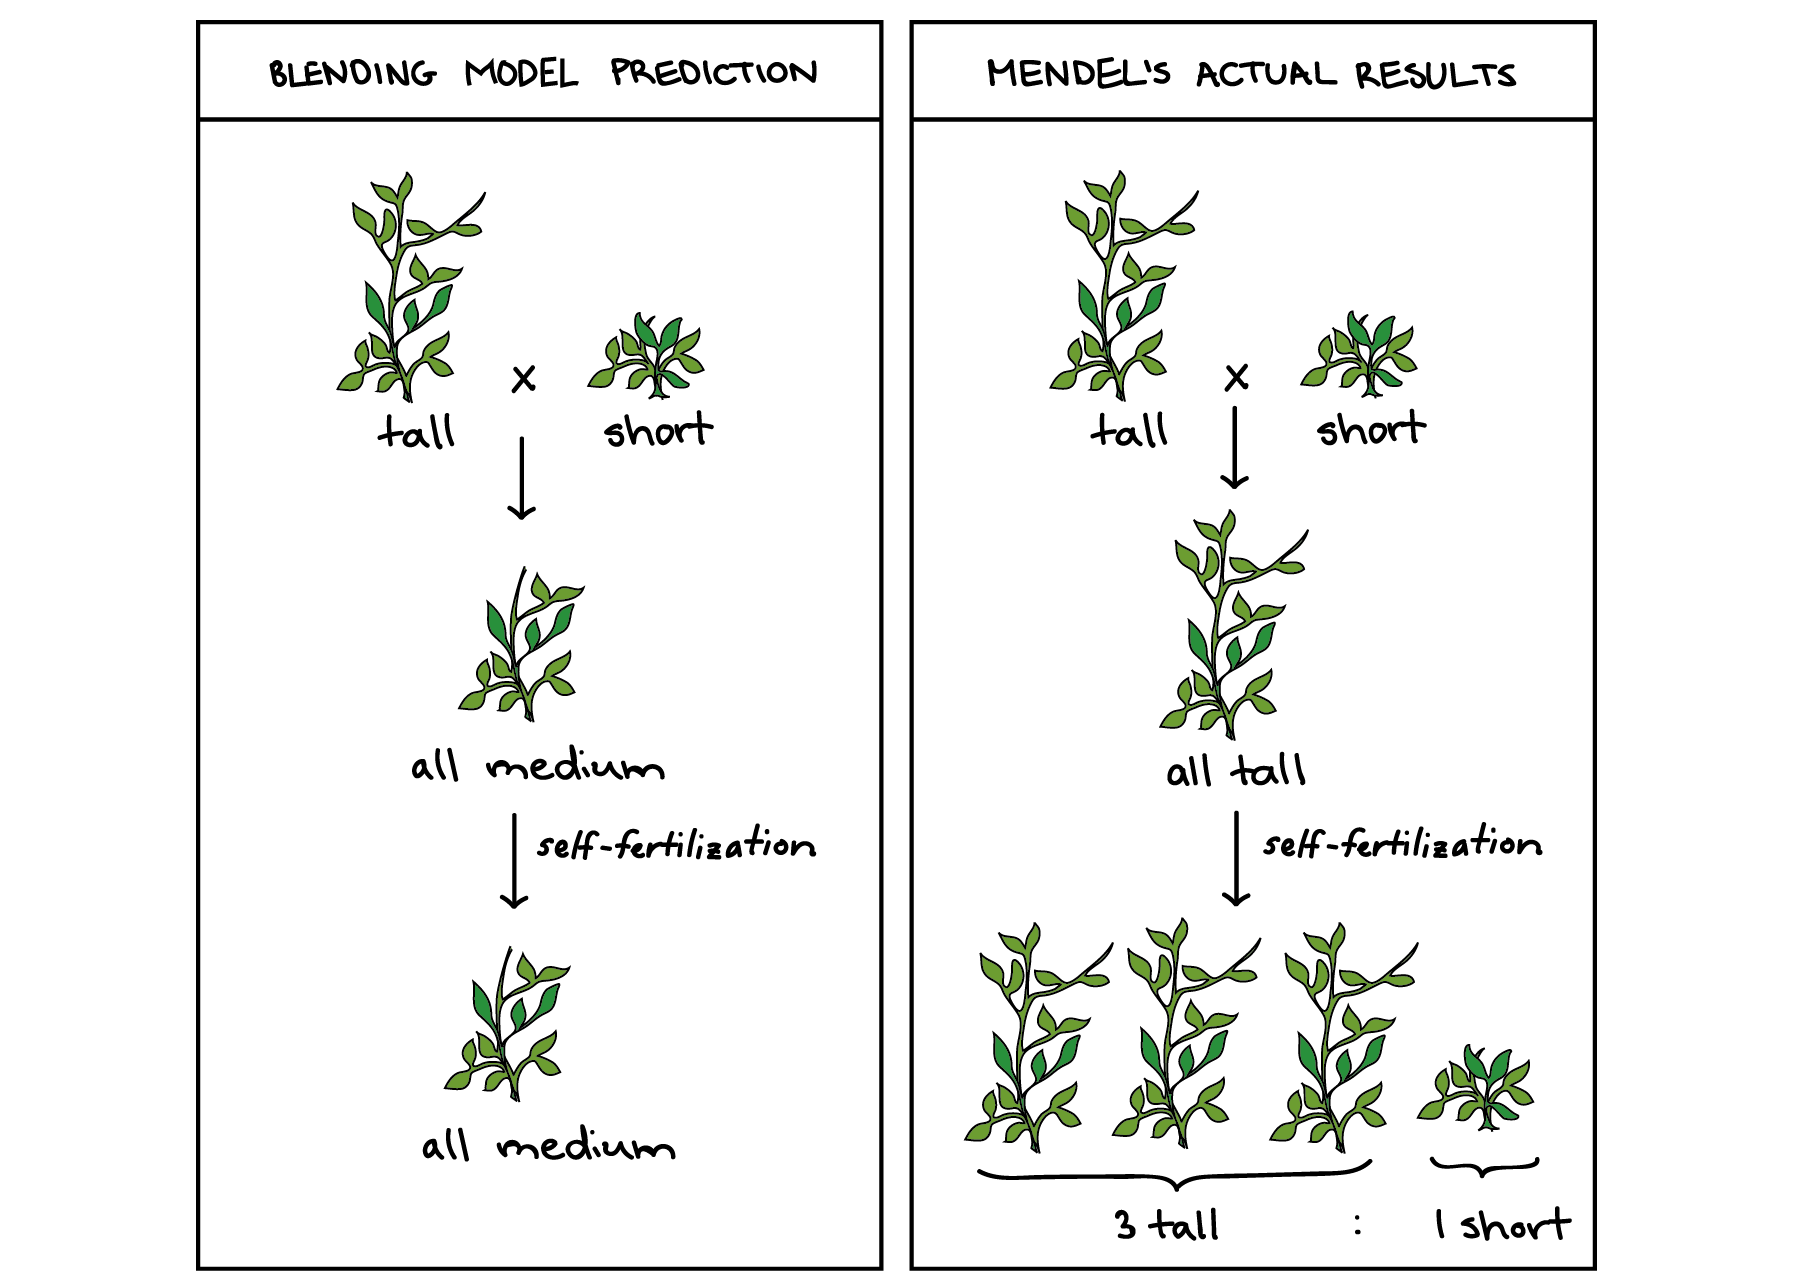 BLENDING MODEL PREDICTION
tall x short
all medium
self-fertilization
all medium
MENDEL'S ACTUAL RESULTS
tall x short
all tall
self-fertilization
3 tall : 1 short